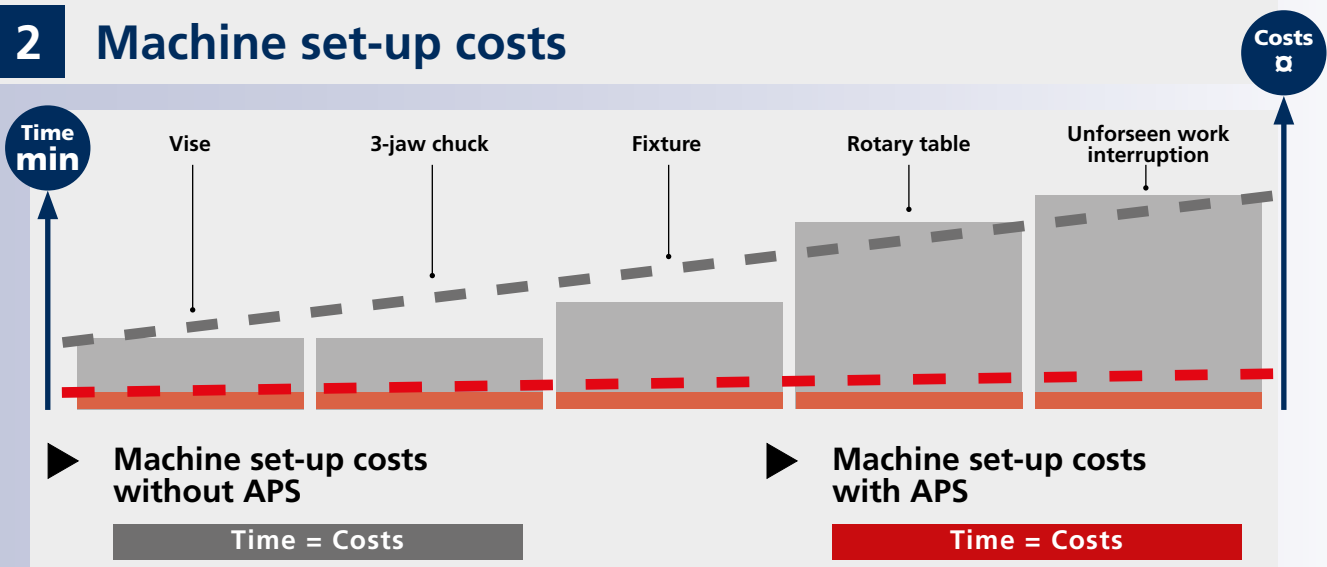 2 Machine set-up costs
Costs
¤
Time
min
Vise
3-jaw chuck
Fixture
Rotary table
Unforseen work
interruption
Machine set-up costs
without APS
Time = Costs
Machine set-up costs
with APS
Time = Costs